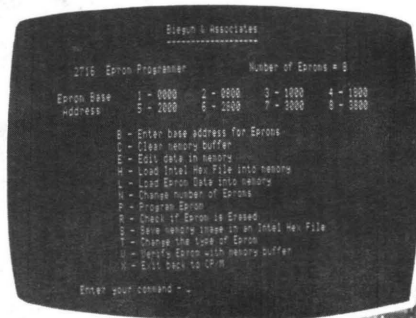 Biegun & Associates
2716 Eprom Programmer Number of Eproms = 8
Eprom Base 1 - 0000 2 - 0800 3 - 1000 4 - 1800
Address 5 - 2000 6 - 2800 7 - 3000 8 - 3800
B - Enter base address for Eproms
C - Clear memory buffer
E - Edit data in memory
H - Load Intel Hex File into memory
L - Load Eprom Data into memory
N - Change number of Eproms
P - Program Eprom
R - Check if Eprom is Erased
S - Save memory image in an Intel Hex File
T - Change the type of Eprom
V - Verify Eprom with memory buffer
X - Exit back to CP/M
Enter your command - _